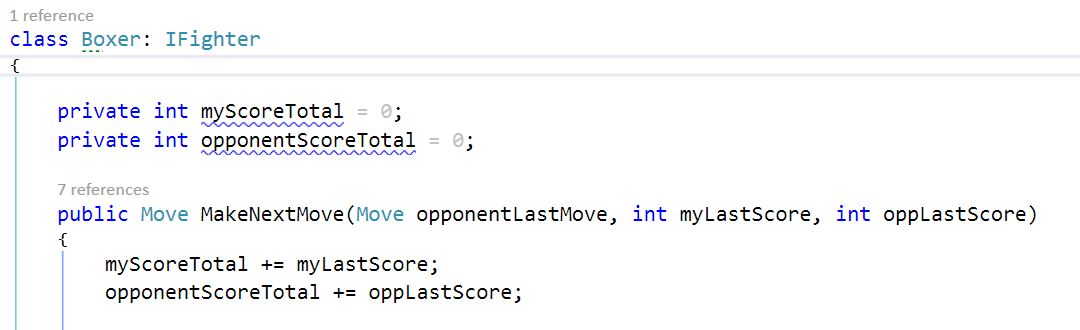 1 reference
class Boxer: IFighter
{
private int myScoreTotal = 0;
private int opponentScoreTotal = 0;
7 references
public Move MakeNextMove(Move opponentLastMove, int myLastScore, int oppLastScore)
{
myScoreTotal += myLastScore;
opponentScoreTotal += oppLastScore;